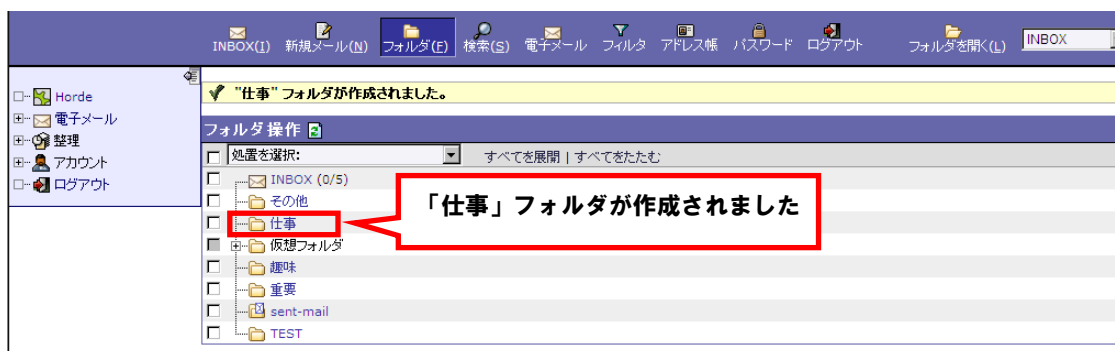 INBOX(I) 新規メール(N) フォルダ(F) 検索(S) 電子メール フィルタ アドレス帳 パスワード ログアウト フォルダを開く(L) INBOX
Horde
電子メール
整理
アカウント
ログアウト
"仕事" フォルダが作成されました。
フォルダ操作
処置を選択: すべてを展開 | すべてをたたむ
INBOX (0/5)
その他
仕事
仮想フォルダ
趣味
重要
sent-mail
TEST
「仕事」フォルダが作成されました